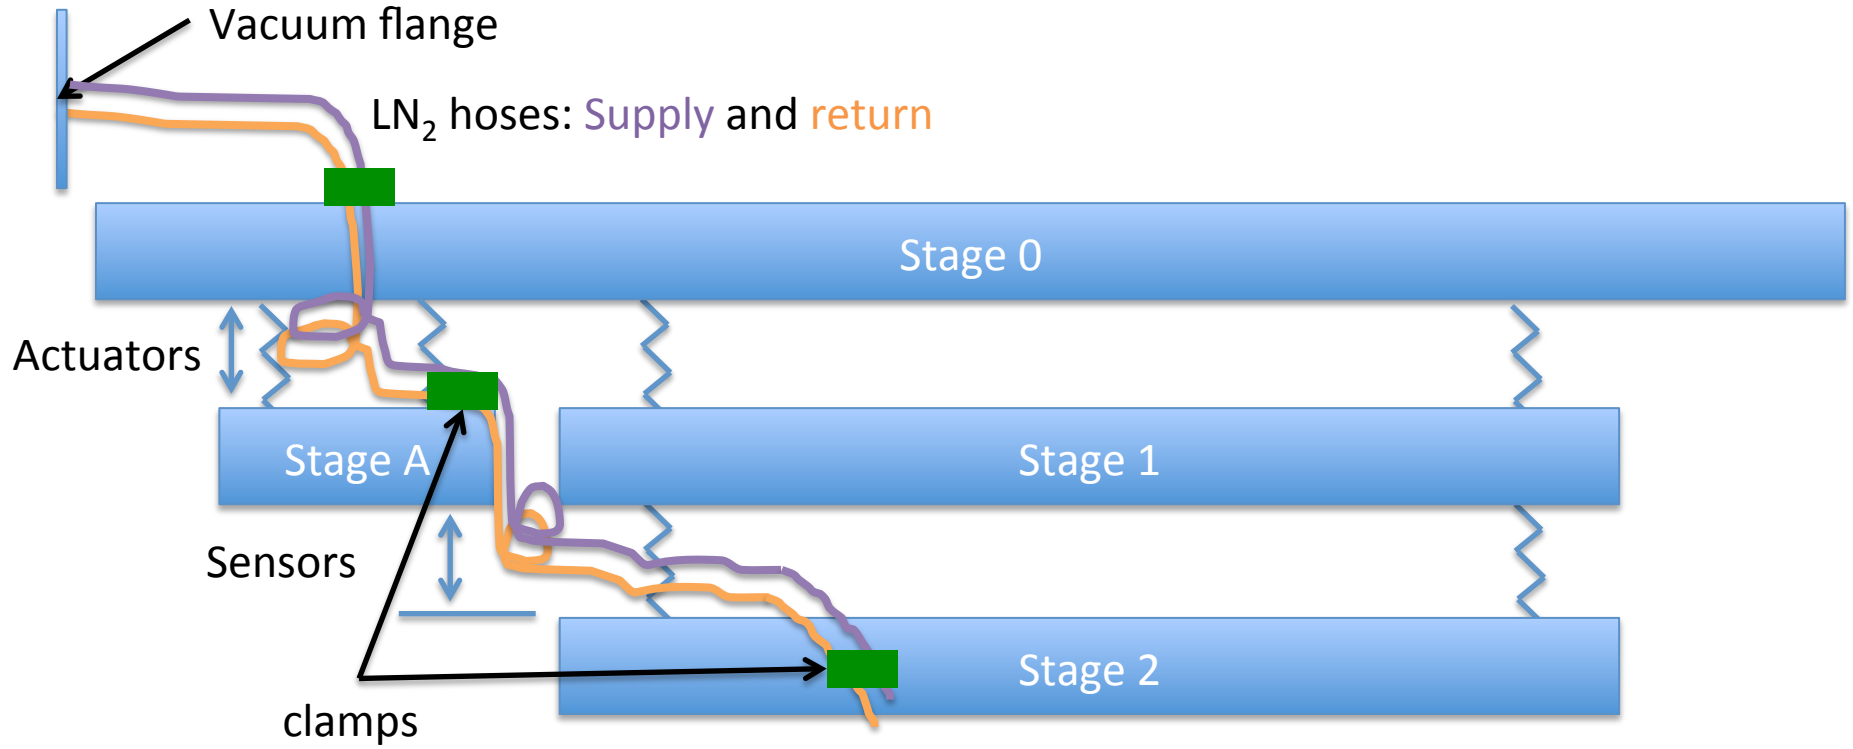 Vacuum flange
LN₂ hoses: Supply and return
Stage 0
Actuators
Stage A
Stage 1
Sensors
Stage 2
clamps